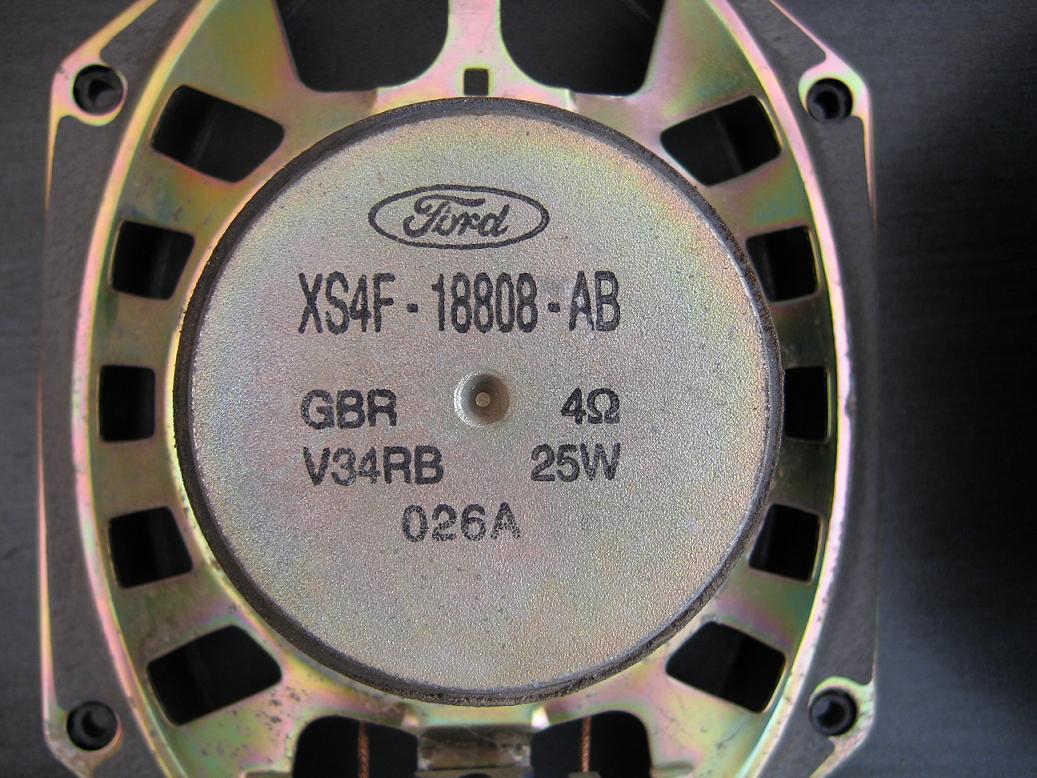 Ford
XS4F - 18808 - AB
GBR 4Ω
V34RB 25W
026A